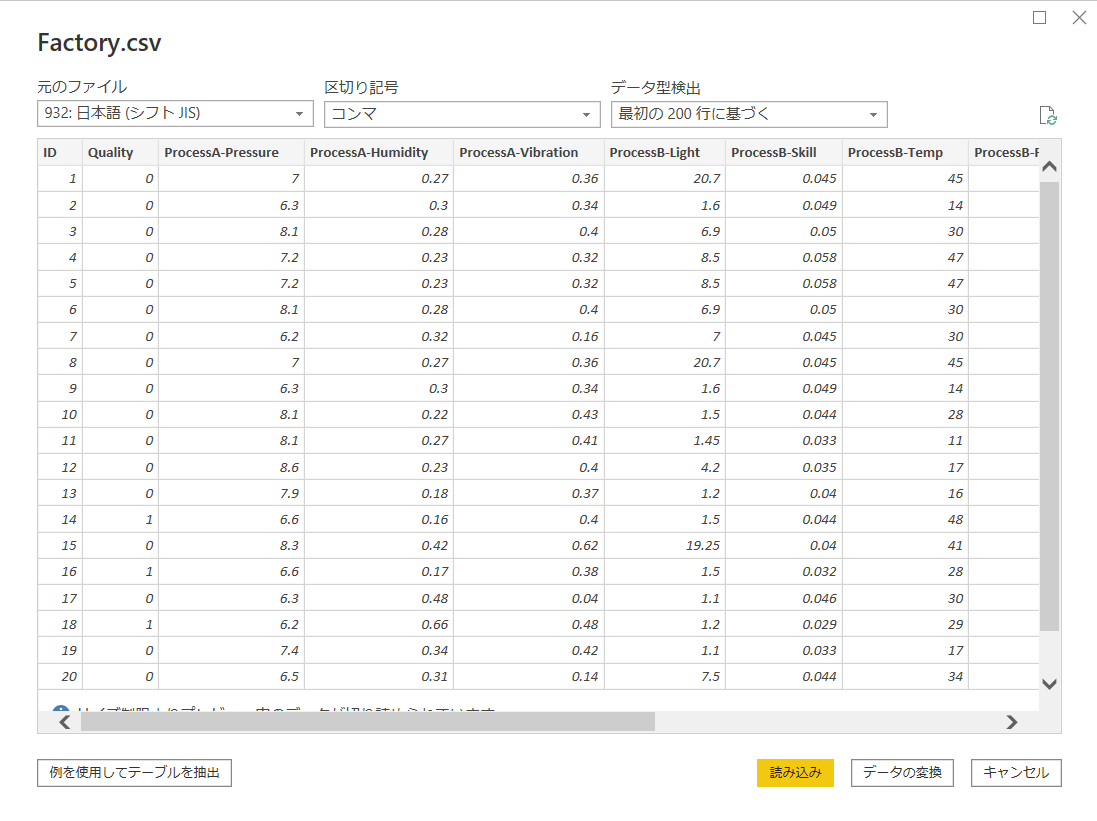 Factory.csv
元のファイル 区切り記号 データ型検出
932: 日本語 (シフト JIS) コンマ 最初の 200 行に基づく
ID Quality ProcessA-Pressure ProcessA-Humidity ProcessA-Vibration ProcessB-Light ProcessB-Skill ProcessB-Temp ProcessB-
1 0 7 0.27 0.36 20.7 0.045 45
2 0 6.3 0.3 0.34 1.6 0.049 14
3 0 8.1 0.28 0.4 6.9 0.05 30
4 0 7.2 0.23 0.32 8.5 0.058 47
5 0 7.2 0.23 0.32 8.5 0.058 47
6 0 8.1 0.28 0.4 6.9 0.05 30
7 0 6.2 0.32 0.16 7 0.045 30
8 0 7 0.27 0.36 20.7 0.045 45
9 0 6.3 0.3 0.34 1.6 0.049 14
10 0 8.1 0.22 0.43 1.5 0.044 28
11 0 8.1 0.27 0.41 1.45 0.033 11
12 0 8.6 0.23 0.4 4.2 0.035 17
13 0 7.9 0.18 0.37 1.2 0.04 16
14 1 6.6 0.16 0.4 1.5 0.044 48
15 0 8.3 0.42 0.62 19.25 0.04 41
16 1 6.6 0.17 0.38 1.5 0.032 28
17 0 6.3 0.48 0.04 1.1 0.046 30
18 1 6.2 0.66 0.48 1.2 0.029 29
19 0 7.4 0.34 0.42 1.1 0.033 17
20 0 6.5 0.31 0.14 7.5 0.044 34
例を使用してテーブルを抽出 読み込み データの変換 キャンセル